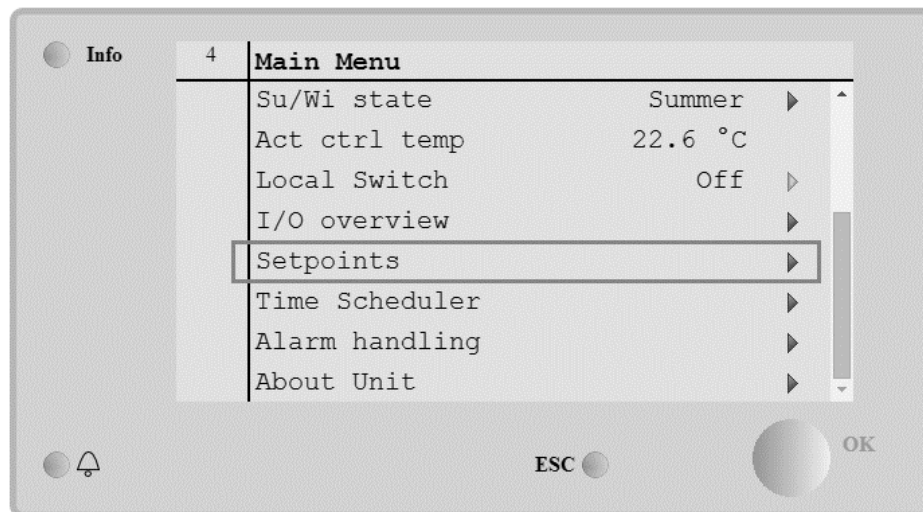 Info
4 Main Menu
Su/Wi state Summer
Act ctrl temp 22.6 °C
Local Switch Off
I/O overview
Setpoints
Time Scheduler
Alarm handling
About Unit
ESC
OK